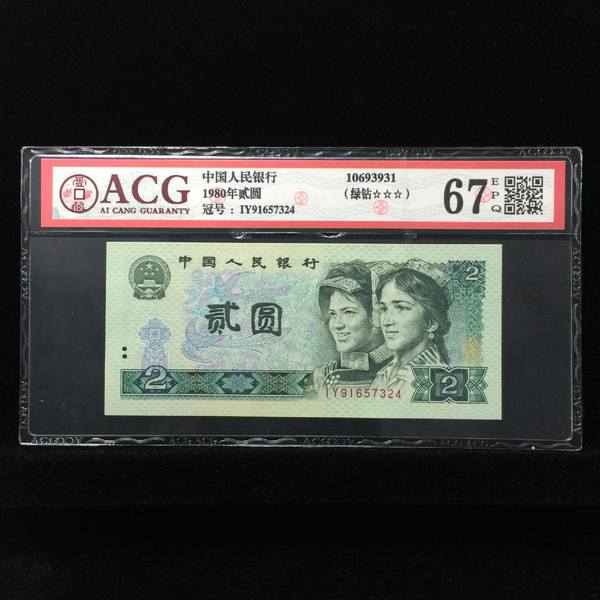 ACG
AI CANG GUARANTY
中国人民银行
1980年贰圆
冠号：IY91657324
10693931
（绿钻☆☆☆）
67
EPQ
中国人民银行
2
贰圆
2
2
IY91657324